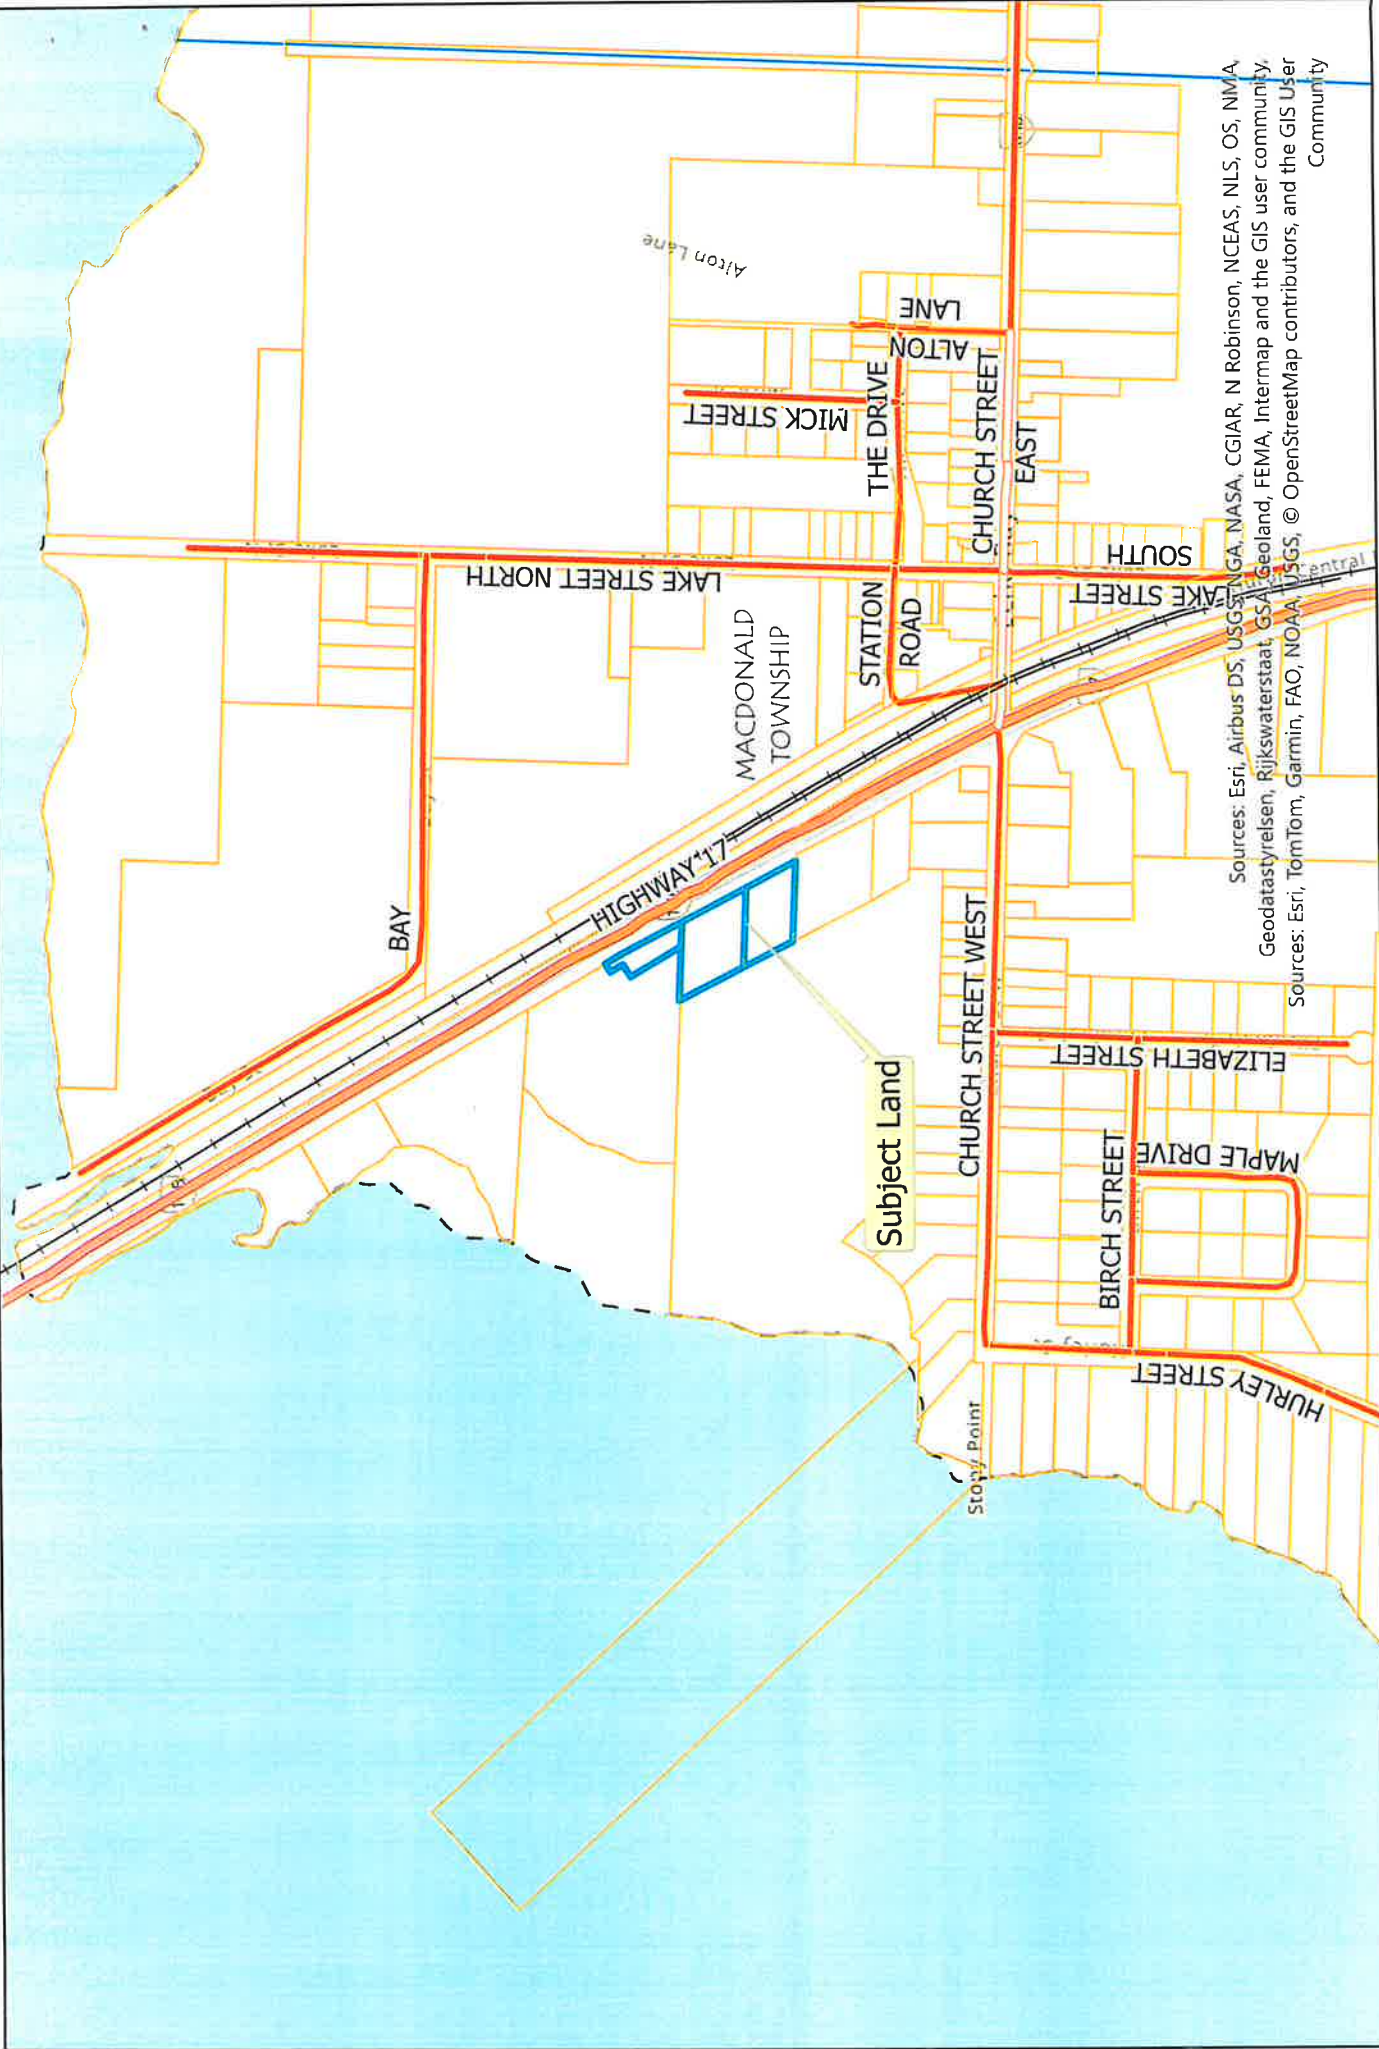 Alton Lane
ALTON
LANE
MICK STREET
THE DRIVE
CHURCH STREET
EAST
LAKE STREET NORTH
LAKE STREET
SOUTH
STATION
ROAD
MACDONALD
TOWNSHIP
BAY
HIGHWAY 17
Subject Land
CHURCH STREET WEST
ELIZABETH STREET
BIRCH STREET
MAPLE DRIVE
HURLEY STREET
Stony Point
Central
Sources: Esri, Airbus DS, USGS, NGA, NASA, CGIAR, N Robinson, NCEAS, NLS, OS, NMA,
Geodatastyrelsen, Rijkswaterstaat, GSA, Geoland, FEMA, Intermap and the GIS user community,
Sources: Esri, TomTom, Garmin, FAO, NOAA, USGS, © OpenStreetMap contributors, and the GIS User
Community